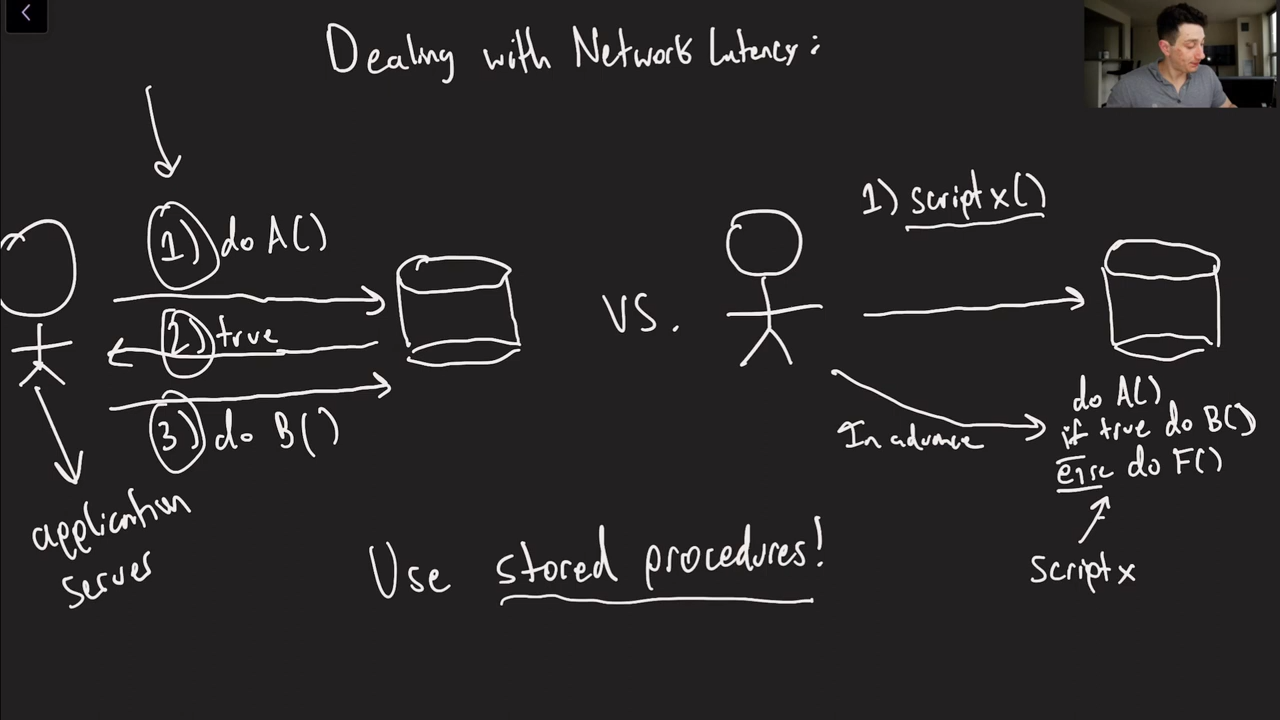 Dealing with Network Latency:
1) do A()
2) true
3) do B()
application
server
vs.
1) script x()
In advance
do A()
if true do B()
else do F()
script x
Use stored procedures!